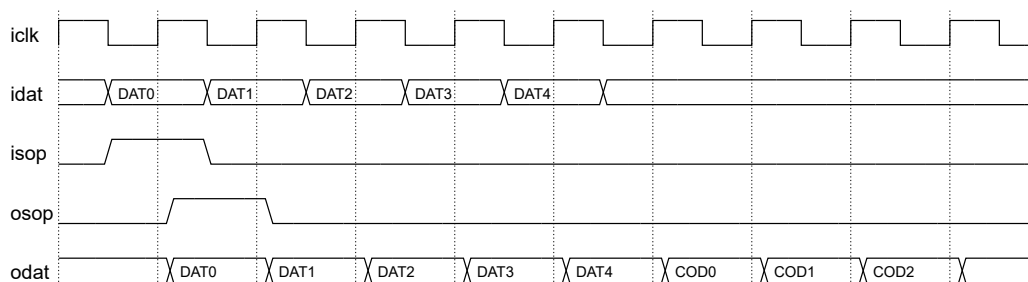 iclk
idat DAT0 DAT1 DAT2 DAT3 DAT4
isop
osop
odat DAT0 DAT1 DAT2 DAT3 DAT4 COD0 COD1 COD2